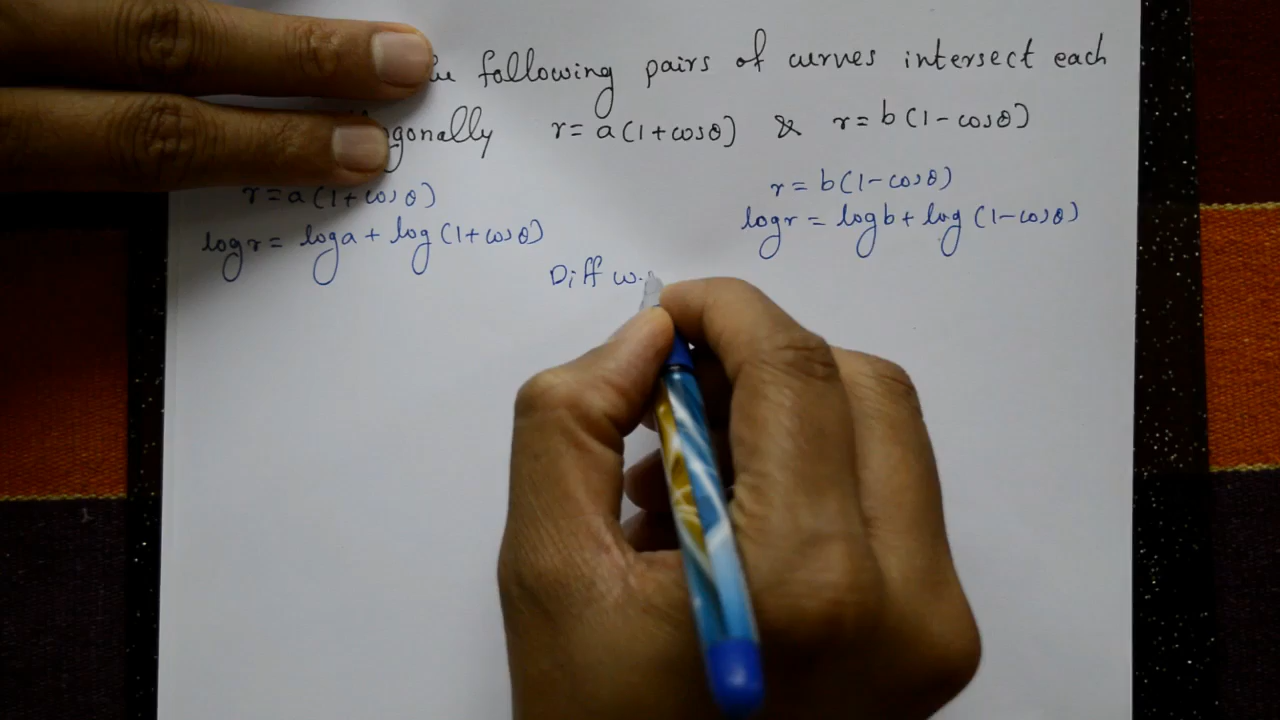 following pairs of curves intersect each
r = a(1+cosθ) & r = b(1-cosθ)
r = a(1+cosθ)
log r = log a + log(1+cosθ)
r = b(1-cosθ)
log r = log b + log(1-cosθ)
Diff w.